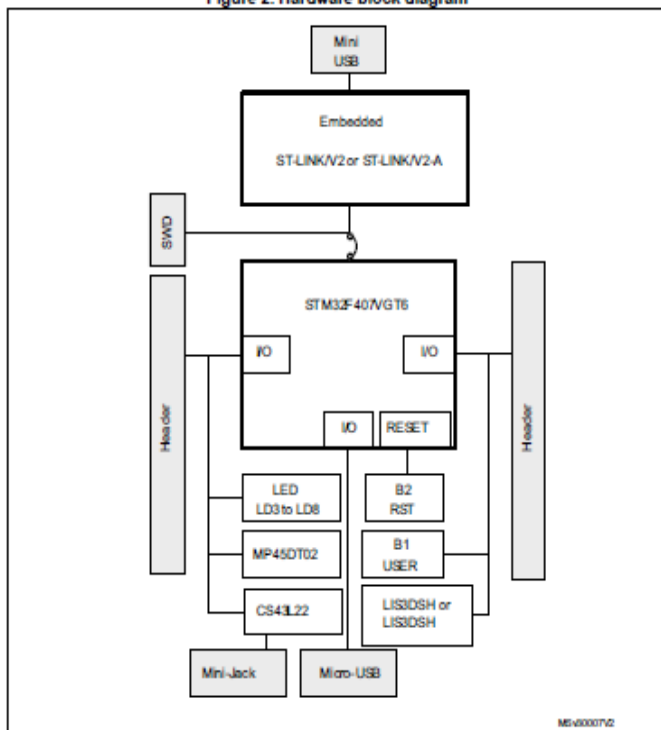 Figure 2. Hardware block diagram
Mini
USB
Embedded
ST-LINK/V2 or ST-LINK/V2-A
SWD
STM32F407VGT6
I/O
I/O
Header
Header
I/O
RESET
LED
LD3 to LD8
B2
RST
MP45DT02
B1
USER
CS43L22
LIS3DSH or
LIS3DSH
Mini-Jack
Micro-USB
MSv30007V2